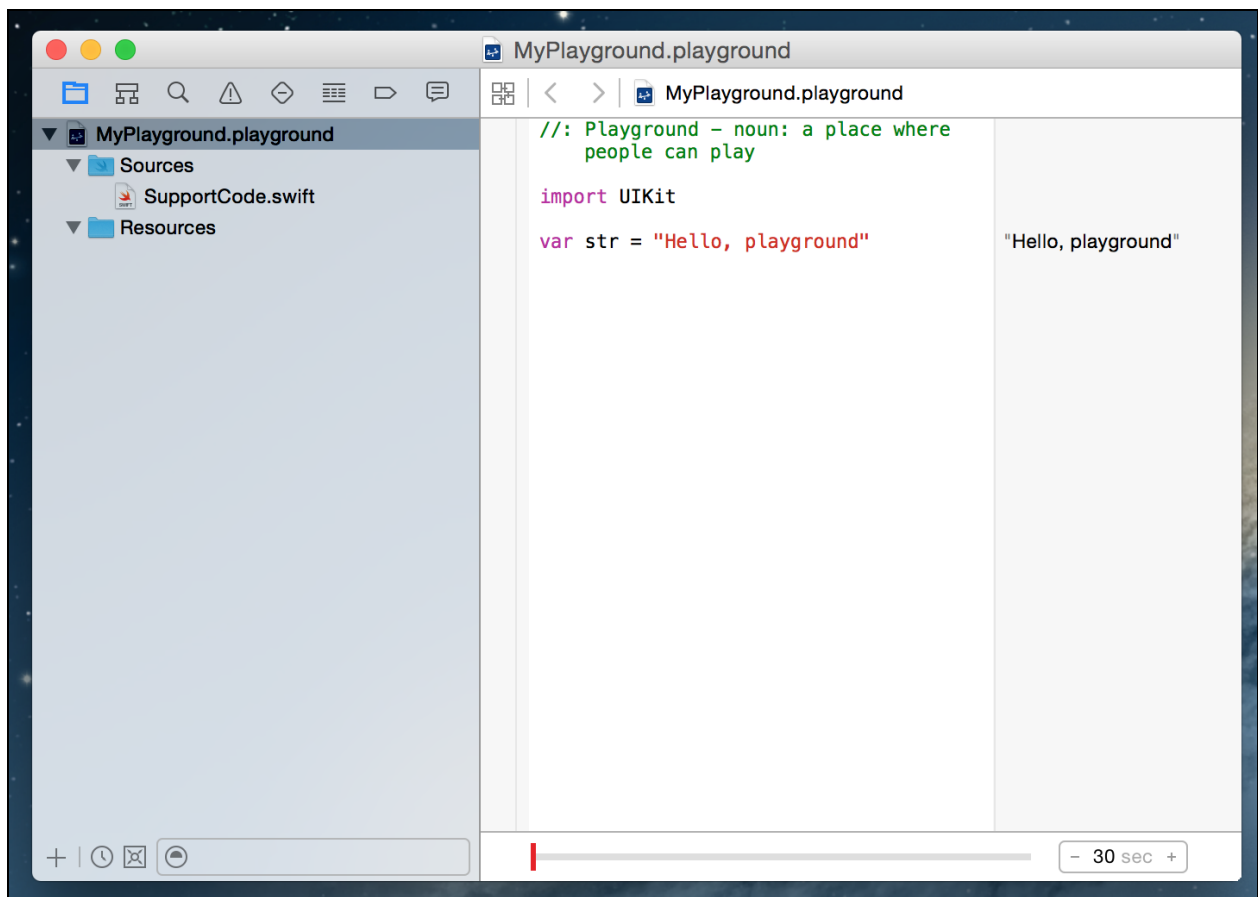 MyPlayground.playground
MyPlayground.playground
MyPlayground.playground
Sources
SupportCode.swift
Resources
//: Playground – noun: a place where
people can play
import UIKit
var str = "Hello, playground"
"Hello, playground"
- 30 sec +